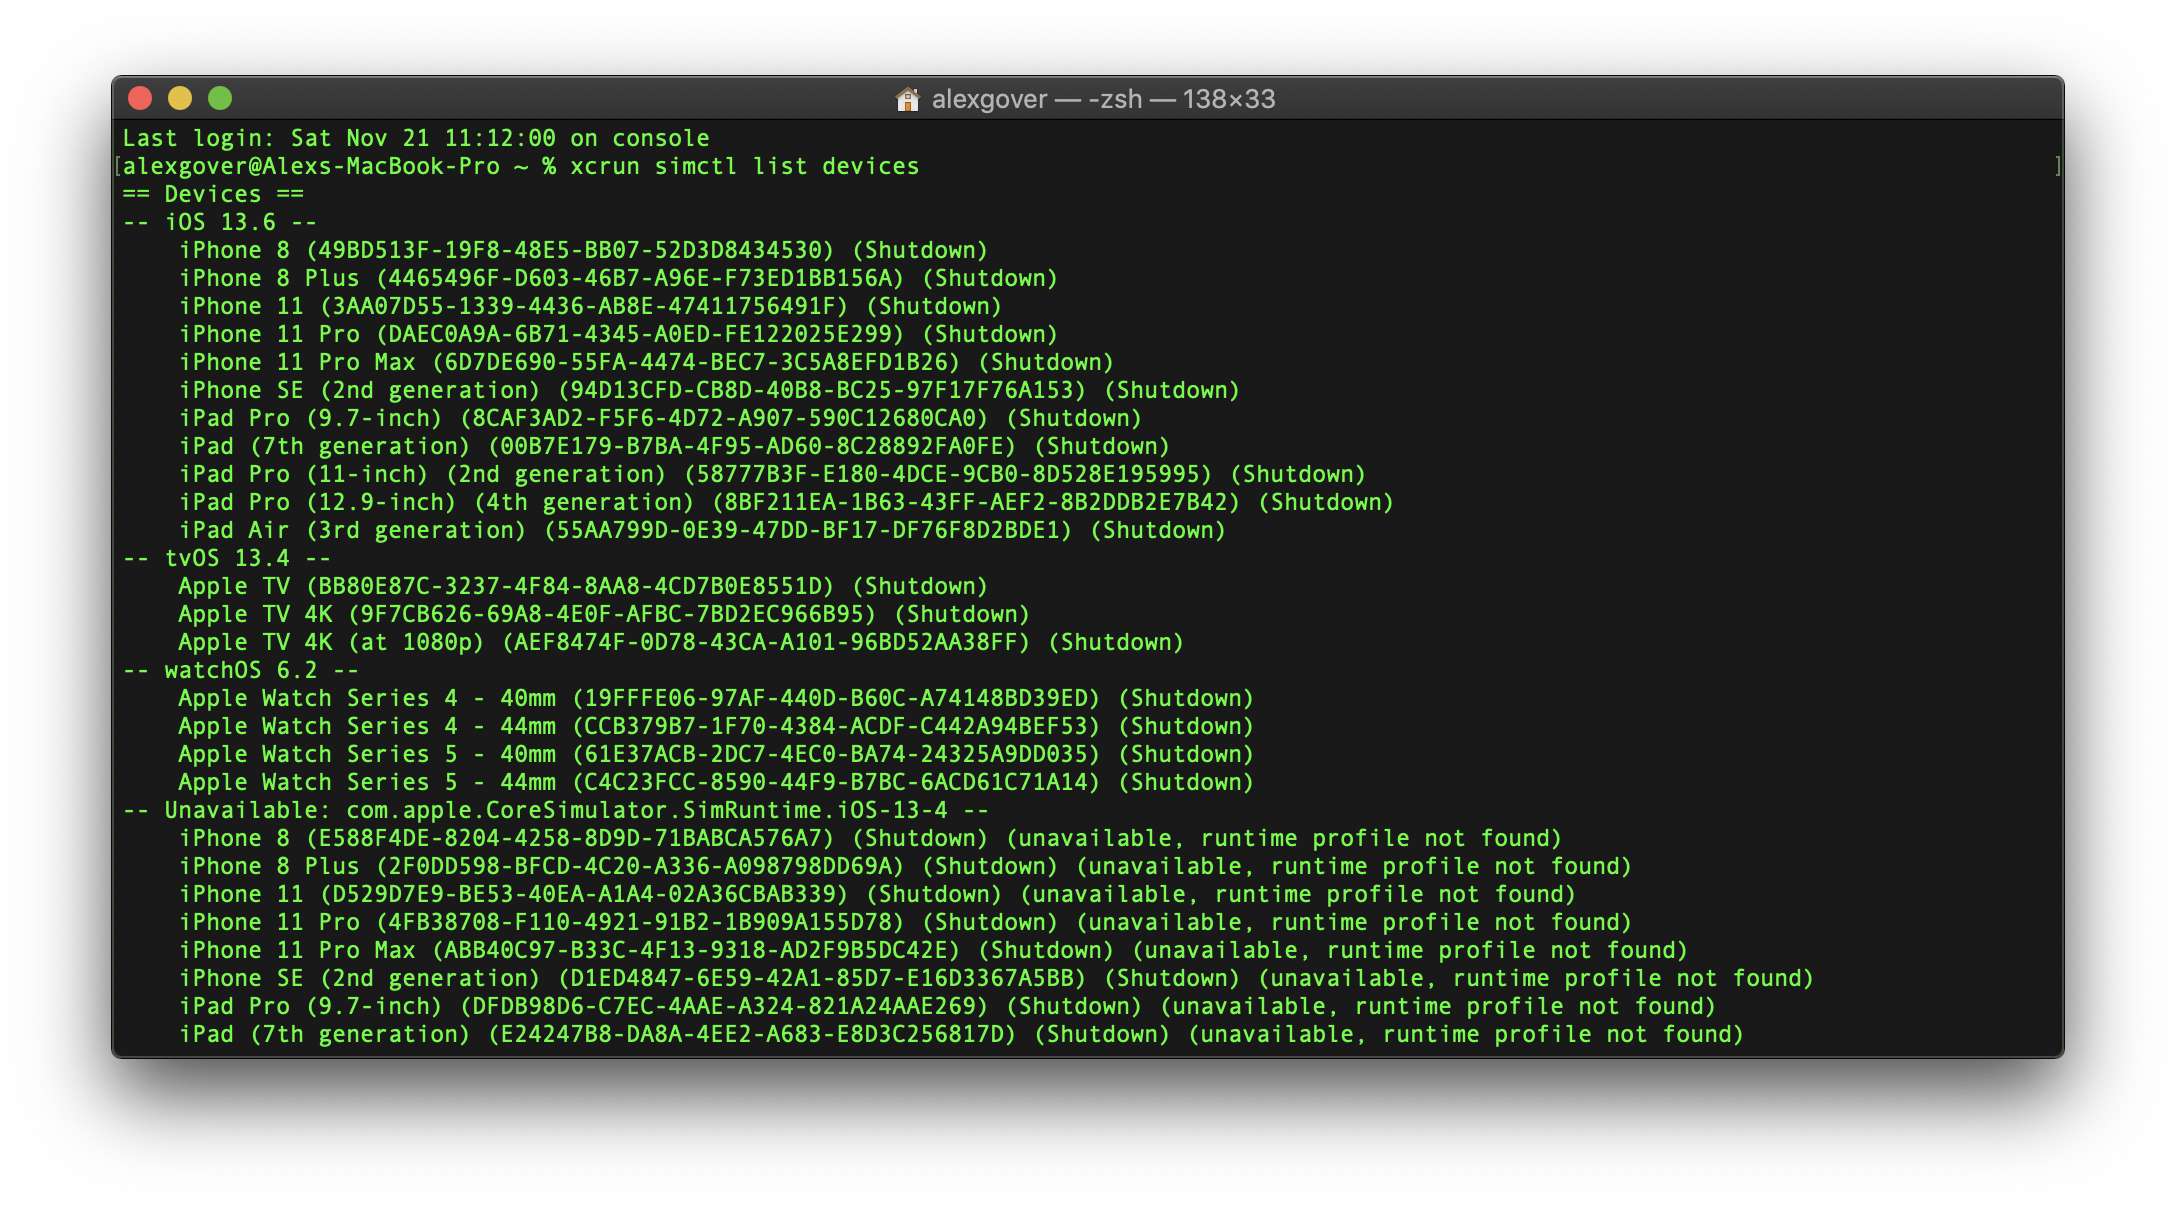 alexgover — -zsh — 138×33
Last login: Sat Nov 21 11:12:00 on console
[alexgover@Alexs-MacBook-Pro ~ % xcrun simctl list devices ]
== Devices ==
-- iOS 13.6 --
    iPhone 8 (49BD513F-19F8-48E5-BB07-52D3D8434530) (Shutdown)
    iPhone 8 Plus (4465496F-D603-46B7-A96E-F73ED1BB156A) (Shutdown)
    iPhone 11 (3AA07D55-1339-4436-AB8E-47411756491F) (Shutdown)
    iPhone 11 Pro (DAEC0A9A-6B71-4345-A0ED-FE122025E299) (Shutdown)
    iPhone 11 Pro Max (6D7DE690-55FA-4474-BEC7-3C5A8EFD1B26) (Shutdown)
    iPhone SE (2nd generation) (94D13CFD-CB8D-40B8-BC25-97F17F76A153) (Shutdown)
    iPad Pro (9.7-inch) (8CAF3AD2-F5F6-4D72-A907-590C12680CA0) (Shutdown)
    iPad (7th generation) (00B7E179-B7BA-4F95-AD60-8C28892FA0FE) (Shutdown)
    iPad Pro (11-inch) (2nd generation) (58777B3F-E180-4DCE-9CB0-8D528E195995) (Shutdown)
    iPad Pro (12.9-inch) (4th generation) (8BF211EA-1B63-43FF-AEF2-8B2DDB2E7B42) (Shutdown)
    iPad Air (3rd generation) (55AA799D-0E39-47DD-BF17-DF76F8D2BDE1) (Shutdown)
-- tvOS 13.4 --
    Apple TV (BB80E87C-3237-4F84-8AA8-4CD7B0E8551D) (Shutdown)
    Apple TV 4K (9F7CB626-69A8-4E0F-AFBC-7BD2EC966B95) (Shutdown)
    Apple TV 4K (at 1080p) (AEF8474F-0D78-43CA-A101-96BD52AA38FF) (Shutdown)
-- watchOS 6.2 --
    Apple Watch Series 4 - 40mm (19FFFE06-97AF-440D-B60C-A74148BD39ED) (Shutdown)
    Apple Watch Series 4 - 44mm (CCB379B7-1F70-4384-ACDF-C442A94BEF53) (Shutdown)
    Apple Watch Series 5 - 40mm (61E37ACB-2DC7-4EC0-BA74-24325A9DD035) (Shutdown)
    Apple Watch Series 5 - 44mm (C4C23FCC-8590-44F9-B7BC-6ACD61C71A14) (Shutdown)
-- Unavailable: com.apple.CoreSimulator.SimRuntime.iOS-13-4 --
    iPhone 8 (E588F4DE-8204-4258-8D9D-71BABCA576A7) (Shutdown) (unavailable, runtime profile not found)
    iPhone 8 Plus (2F0DD598-BFCD-4C20-A336-A098798DD69A) (Shutdown) (unavailable, runtime profile not found)
    iPhone 11 (D529D7E9-BE53-40EA-A1A4-02A36CBAB339) (Shutdown) (unavailable, runtime profile not found)
    iPhone 11 Pro (4FB38708-F110-4921-91B2-1B909A155D78) (Shutdown) (unavailable, runtime profile not found)
    iPhone 11 Pro Max (ABB40C97-B33C-4F13-9318-AD2F9B5DC42E) (Shutdown) (unavailable, runtime profile not found)
    iPhone SE (2nd generation) (D1ED4847-6E59-42A1-85D7-E16D3367A5BB) (Shutdown) (unavailable, runtime profile not found)
    iPad Pro (9.7-inch) (DFDB98D6-C7EC-4AAE-A324-821A24AAE269) (Shutdown) (unavailable, runtime profile not found)
    iPad (7th generation) (E24247B8-DA8A-4EE2-A683-E8D3C256817D) (Shutdown) (unavailable, runtime profile not found)